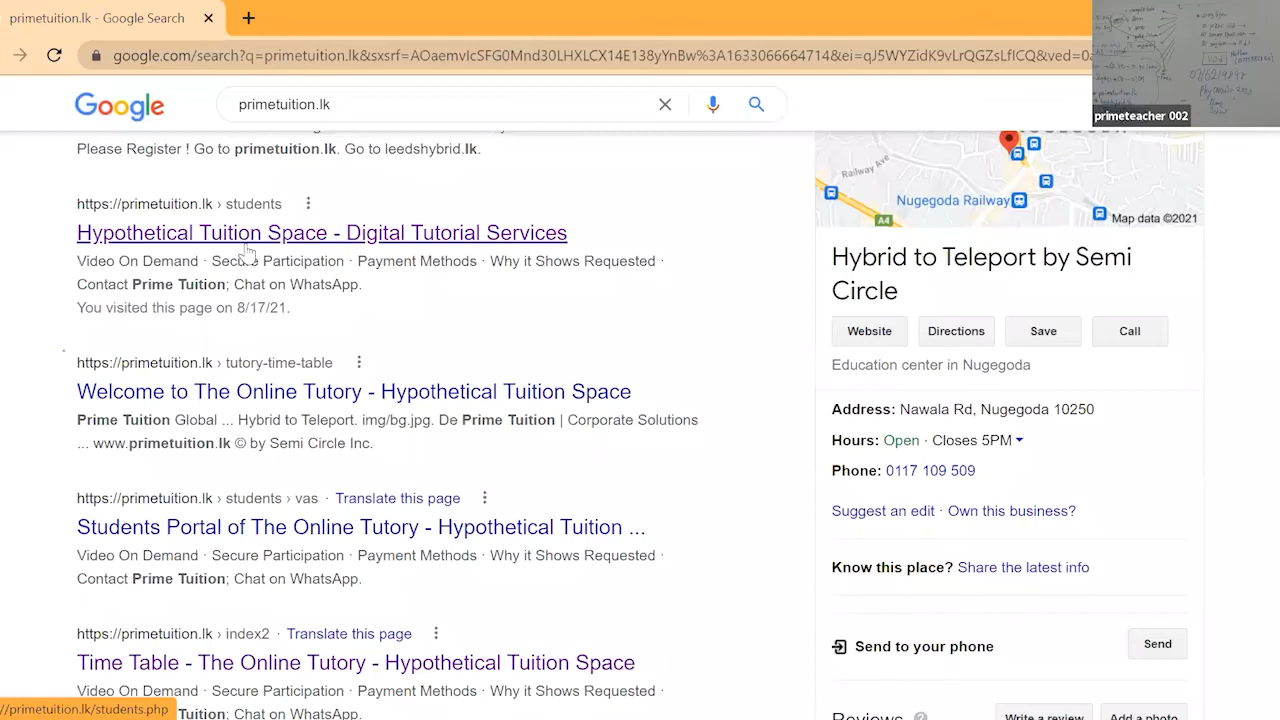 primetuition.lk - Google Search
google.com/search?q=primetuition.lk&sxsrf=AOaemvIcSFG0Mnd30LHXLCX14E138yYnBw%3A1633066664714&ei=qJ5WYZidK9vLrQGZsLfICQ&ved=0a
Google
primetuition.lk
primeteacher 002
Please Register ! Go to primetuition.lk. Go to leedshybrid.lk.
https://primetuition.lk › students
Hypothetical Tuition Space - Digital Tutorial Services
Video On Demand · Secure Participation · Payment Methods · Why it Shows Requested ·
Contact Prime Tuition; Chat on WhatsApp.
You visited this page on 8/17/21.
https://primetuition.lk › tutory-time-table
Welcome to The Online Tutory - Hypothetical Tuition Space
Prime Tuition Global ... Hybrid to Teleport. img/bg.jpg. De Prime Tuition | Corporate Solutions
... www.primetuition.lk © by Semi Circle Inc.
https://primetuition.lk › students › vas · Translate this page
Students Portal of The Online Tutory - Hypothetical Tuition ...
Video On Demand · Secure Participation · Payment Methods · Why it Shows Requested ·
Contact Prime Tuition; Chat on WhatsApp.
https://primetuition.lk › index2 · Translate this page
Time Table - The Online Tutory - Hypothetical Tuition Space
Video On Demand · Secure Participation · Payment Methods · Why it Shows Requested ·
Tuition; Chat on WhatsApp.
//primetuition.lk/students.php
Railway Ave
Nugegoda Railway
A4
Map data ©2021
Hybrid to Teleport by Semi
Circle
Website
Directions
Save
Call
Education center in Nugegoda
Address: Nawala Rd, Nugegoda 10250
Hours: Open · Closes 5PM
Phone: 0117 109 509
Suggest an edit · Own this business?
Know this place? Share the latest info
Send to your phone
Send
Reviews
Write a review
Add a photo